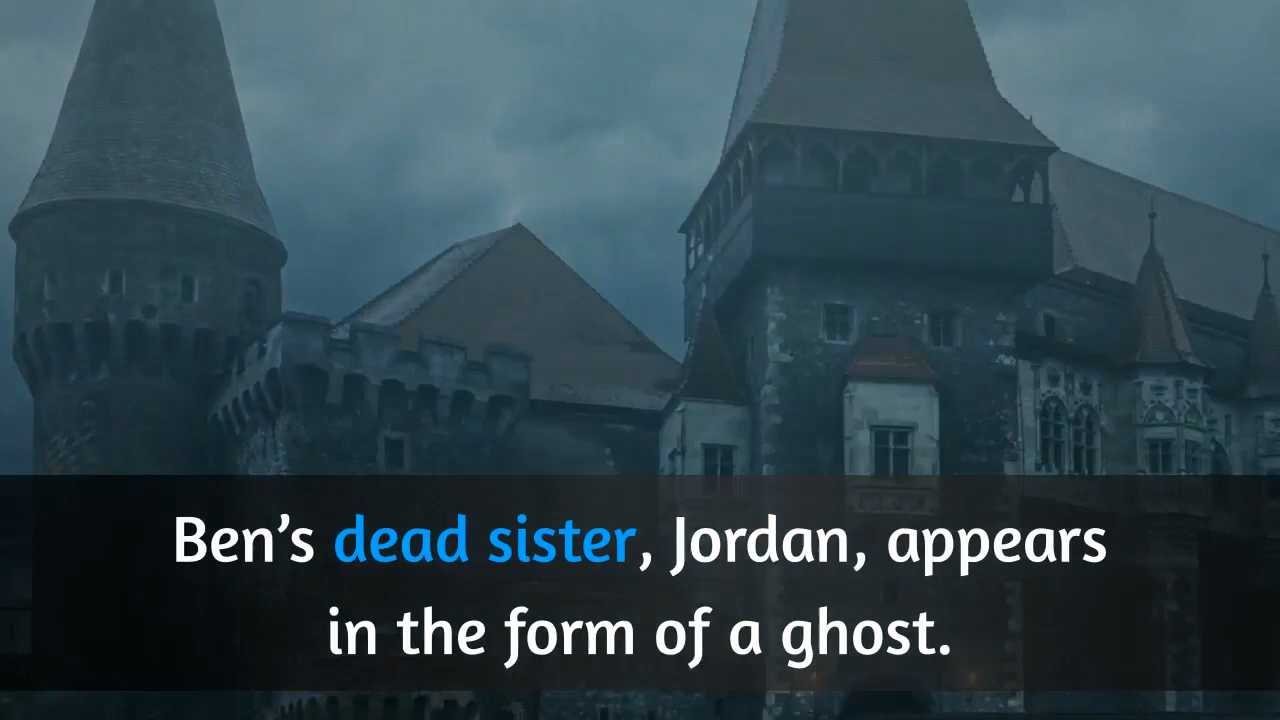 Ben’s dead sister, Jordan, appears
in the form of a ghost.